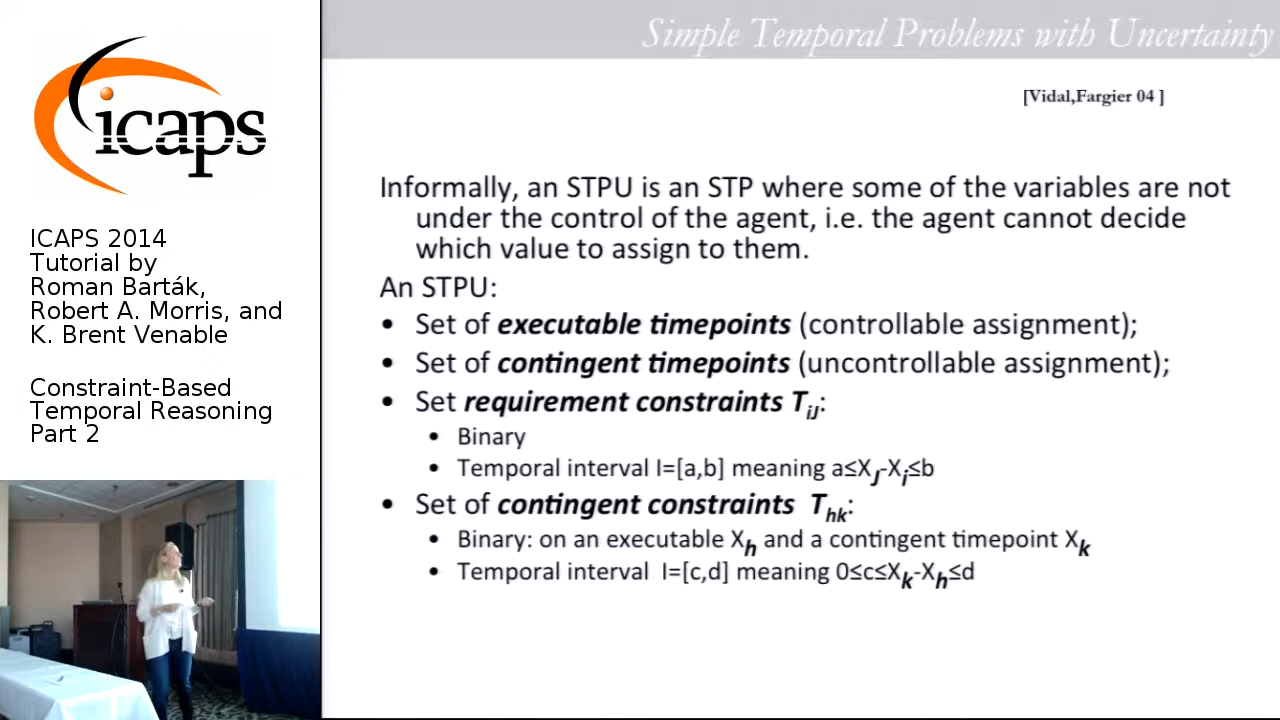 icaps
ICAPS 2014
Tutorial by
Roman Barták,
Robert A. Morris, and
K. Brent Venable
Constraint-Based
Temporal Reasoning
Part 2
Simple Temporal Problems with Uncertainty
[Vidal,Fargier 04 ]
Informally, an STPU is an STP where some of the variables are not
under the control of the agent, i.e. the agent cannot decide
which value to assign to them.
An STPU:
• Set of executable timepoints (controllable assignment);
• Set of contingent timepoints (uncontrollable assignment);
• Set requirement constraints TiJ:
• Binary
• Temporal interval I=[a,b] meaning a≤XJ-Xi≤b
• Set of contingent constraints Thk:
• Binary: on an executable Xh and a contingent timepoint Xk
• Temporal interval I=[c,d] meaning 0≤c≤Xk-Xh≤d